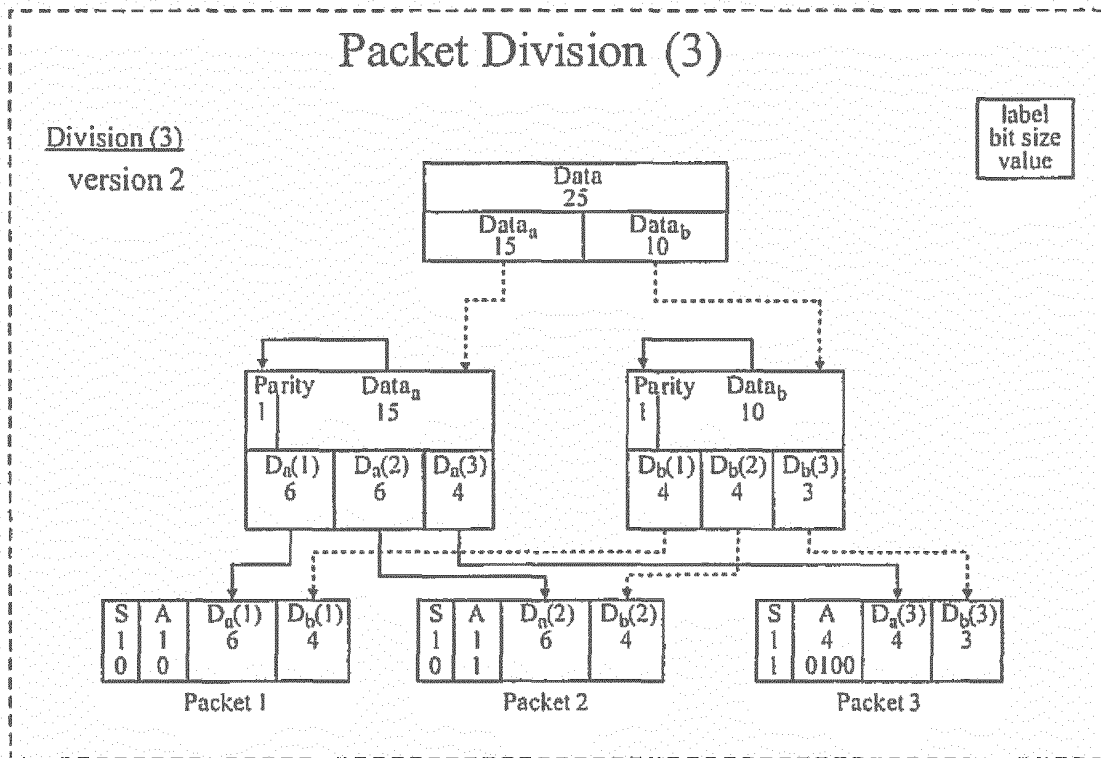 Packet Division (3)
Division (3)
version 2
label
bit size
value
Data
25
Data_a Data_b
15 10
Parity Data_a Parity Data_b
1 15 1 10
D_a(1) D_a(2) D_a(3) D_b(1) D_b(2) D_b(3)
6 6 4 4 4 3
S A D_a(1) D_b(1) S A D_a(2) D_b(2) S A D_a(3) D_b(3)
1 1 6 4 1 1 6 4 1 4 4 3
0 0 0 1 1 0100
Packet 1 Packet 2 Packet 3